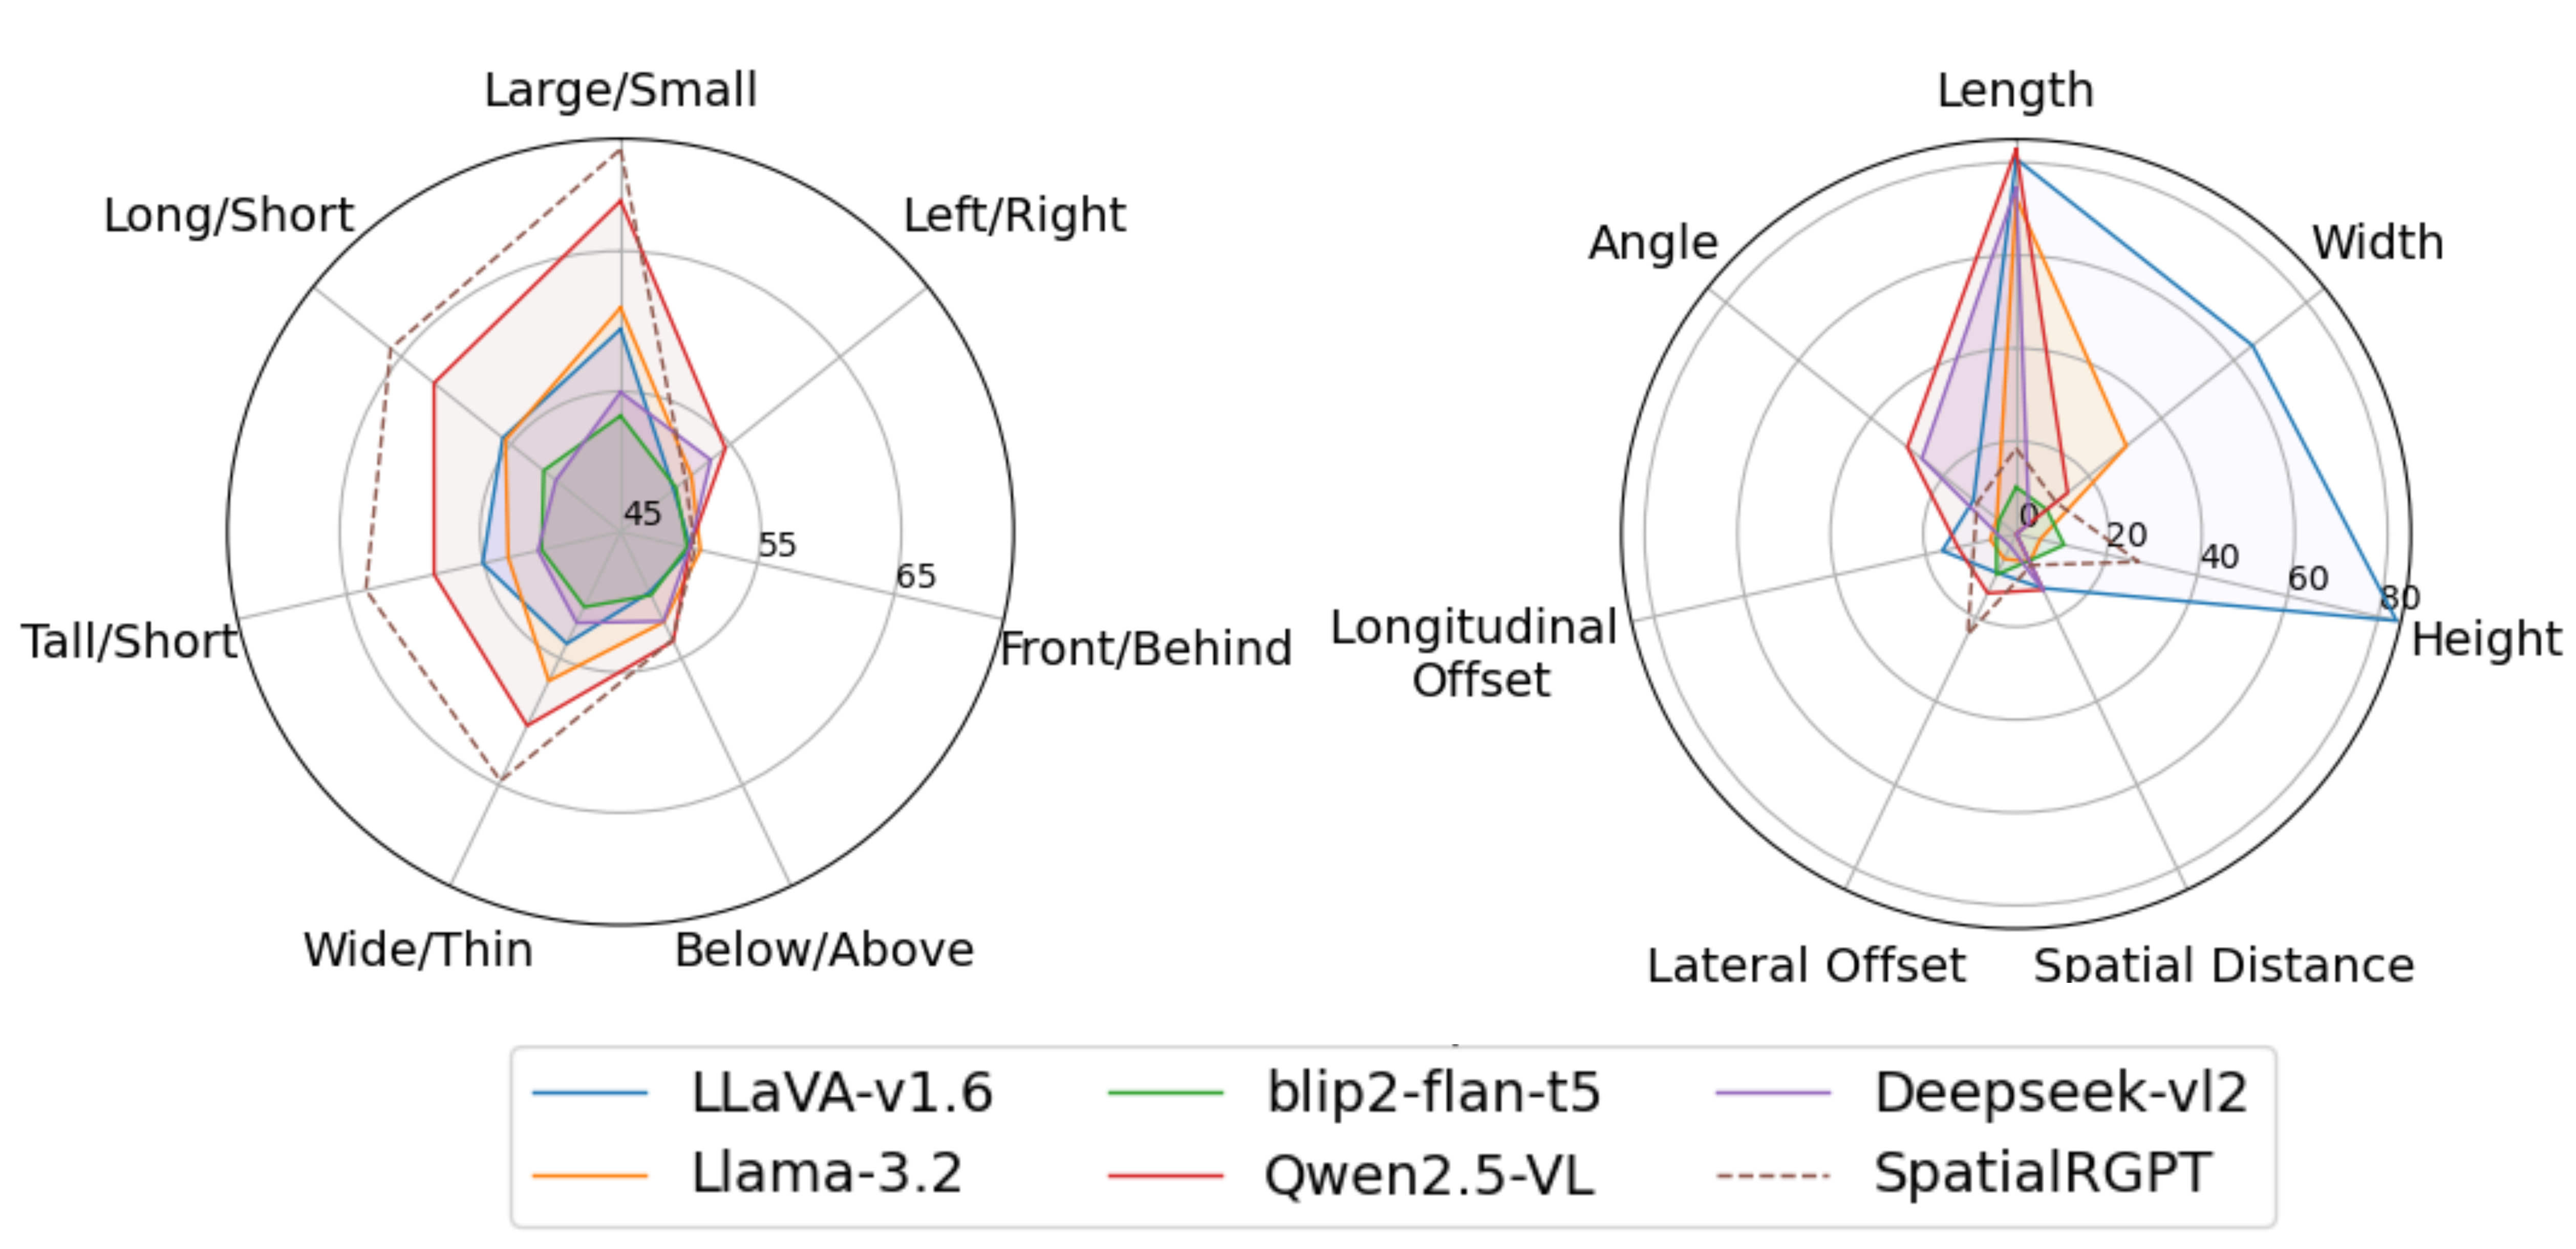 Large/Small
Long/Short
Left/Right
45
55
65
Tall/Short
Front/Behind
Wide/Thin
Below/Above
Length
Angle
Width
0
20
40
60
80
Longitudinal
Offset
Height
Lateral Offset
Spatial Distance
LLaVA-v1.6
blip2-flan-t5
Deepseek-vl2
Llama-3.2
Qwen2.5-VL
SpatialRGPT